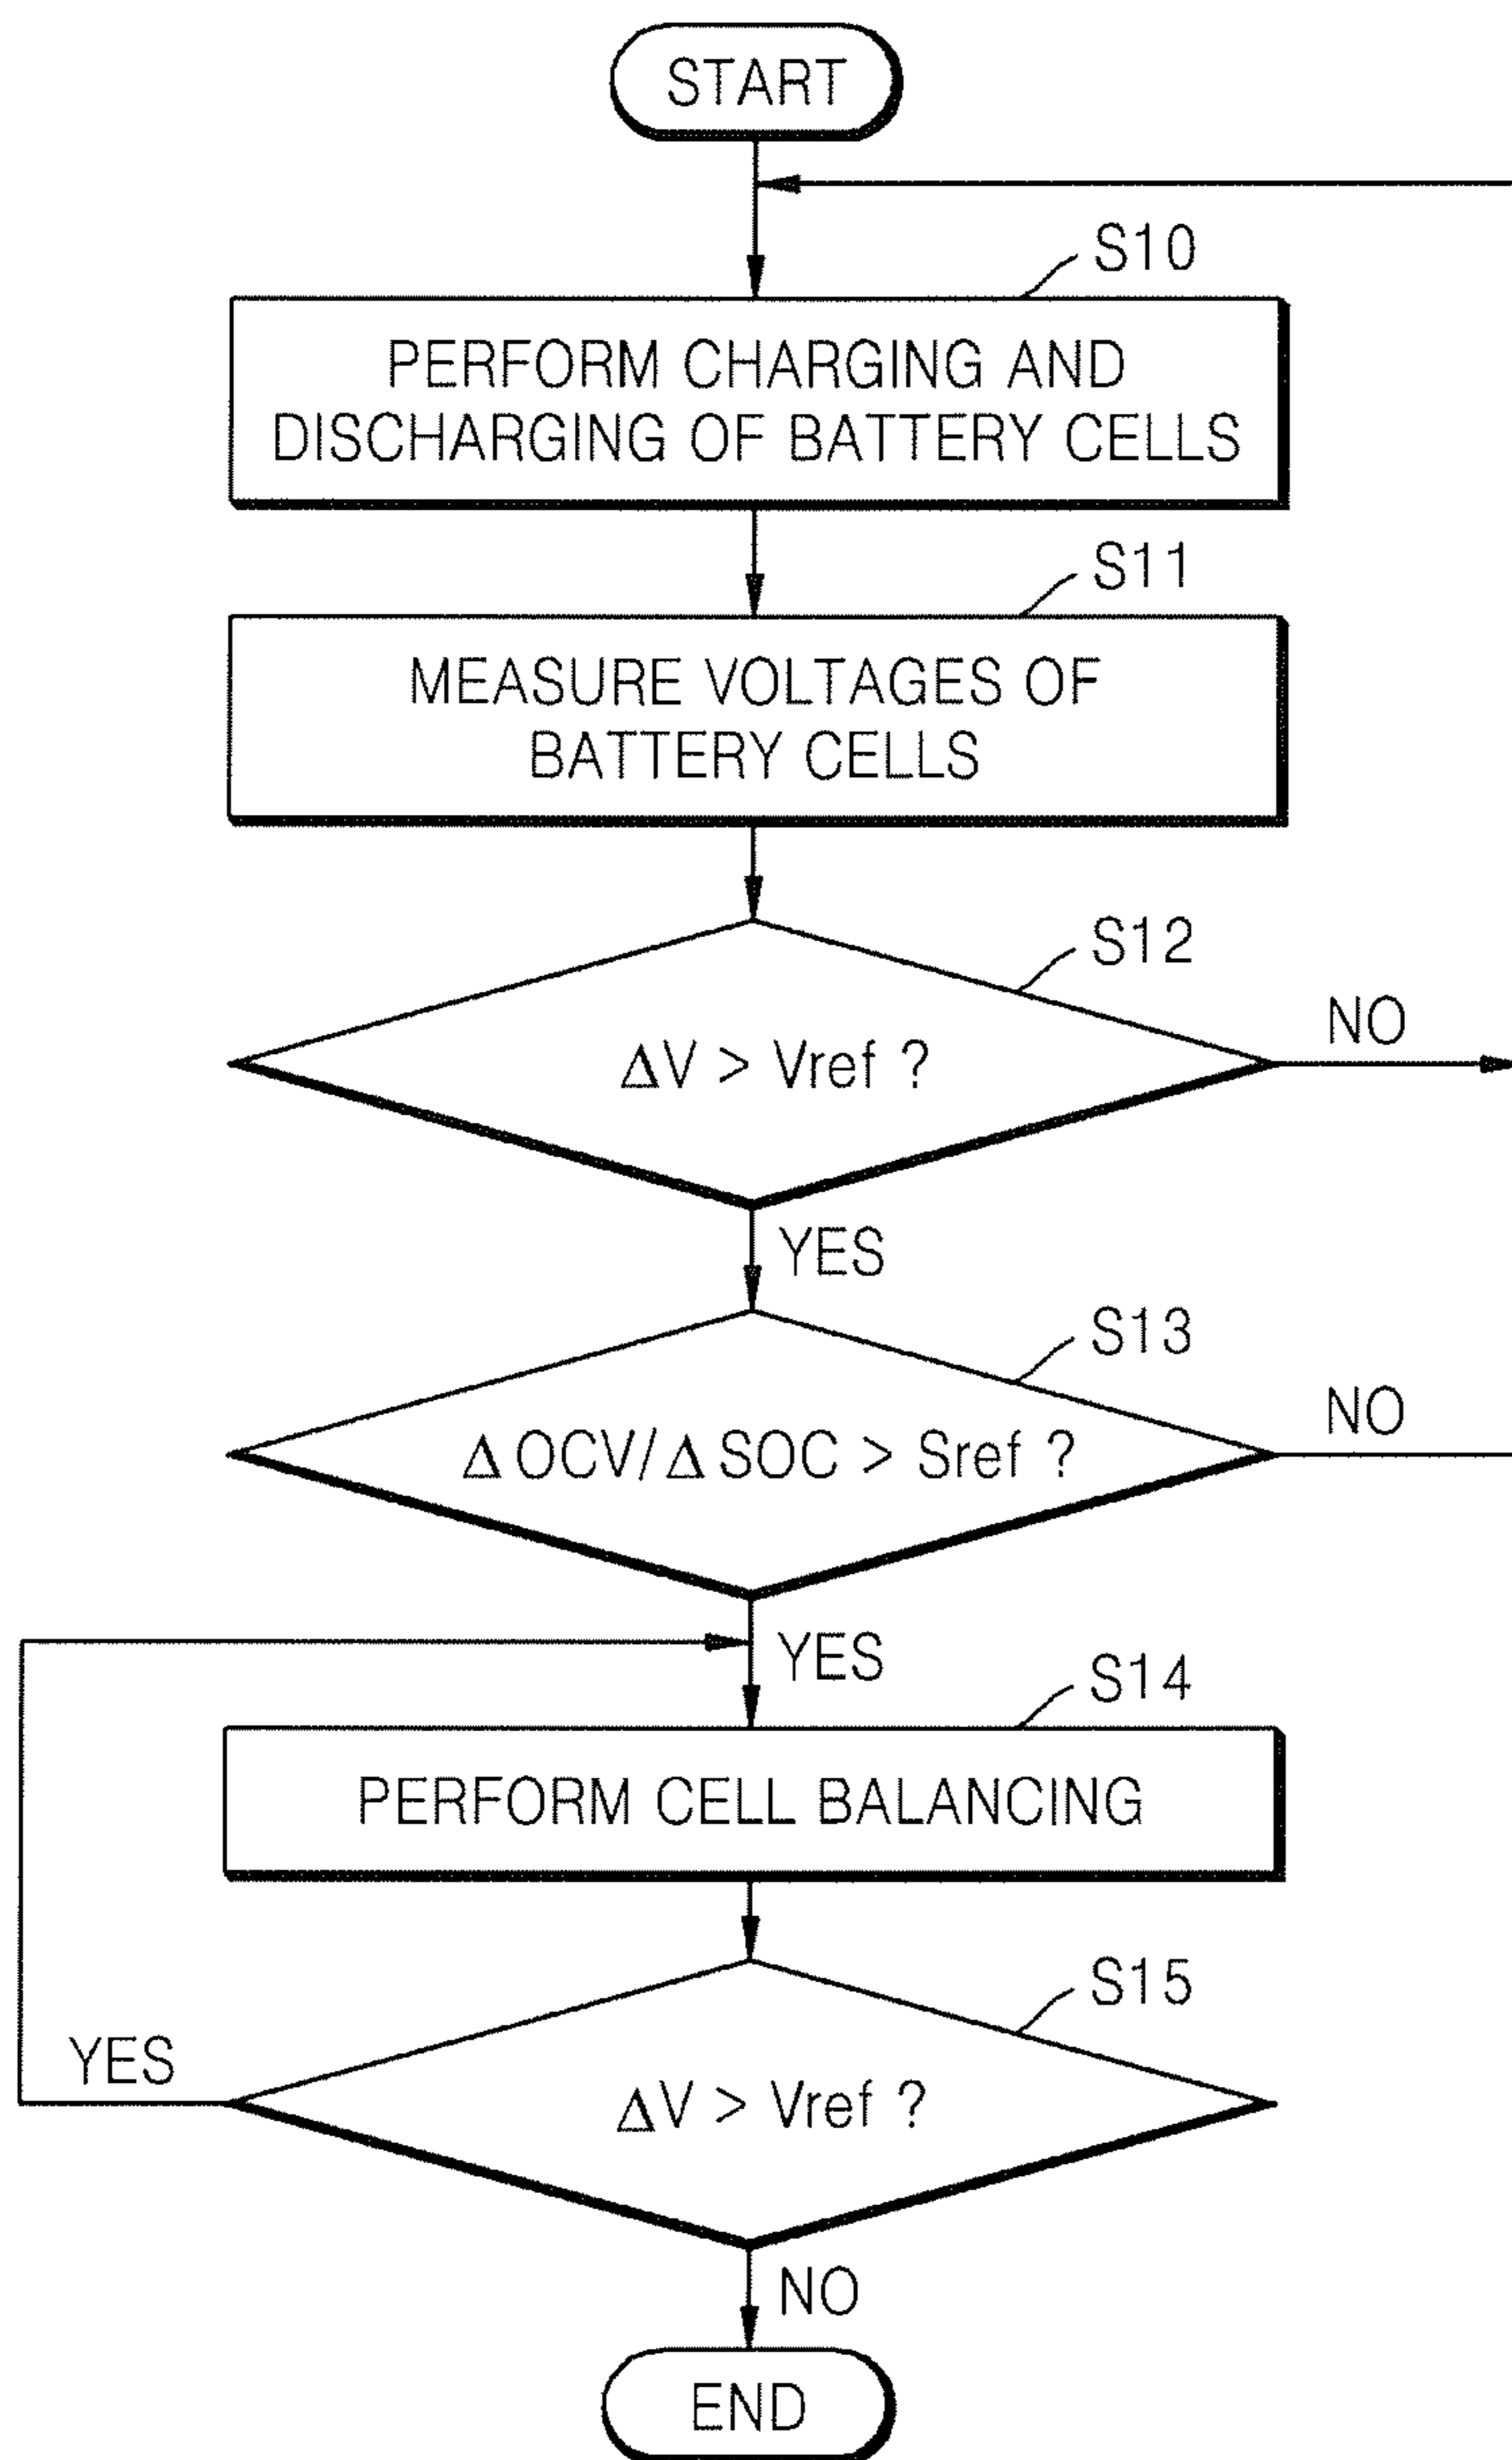 START
S10
PERFORM CHARGING AND
DISCHARGING OF BATTERY CELLS
S11
MEASURE VOLTAGES OF
BATTERY CELLS
S12
ΔV > Vref ?
NO
YES
S13
ΔOCV/ΔSOC > Sref ?
NO
YES
S14
PERFORM CELL BALANCING
S15
ΔV > Vref ?
YES
NO
END